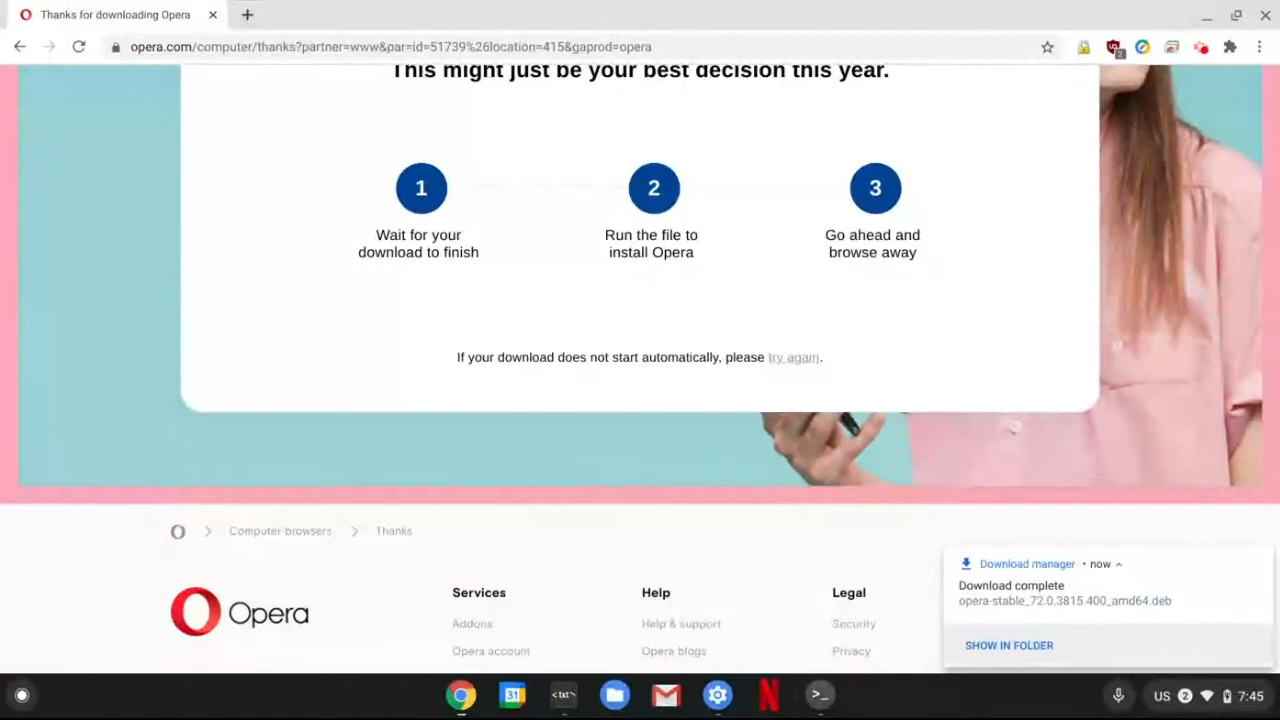 Thanks for downloading Opera
opera.com/computer/thanks?partner=www&par=id=51739%26location=415&gaprod=opera
This might just be your best decision this year.
1
2
3
Wait for your
download to finish
Run the file to
install Opera
Go ahead and
browse away
If your download does not start automatically, please try again.
Computer browsers
Thanks
Opera
Services
Addons
Opera account
Help
Help & support
Opera blogs
Legal
Security
Privacy
Download manager • now
Download complete
opera-stable_72.0.3815.400_amd64.deb
SHOW IN FOLDER
31
<txt>
N
>_
US
2
7:45